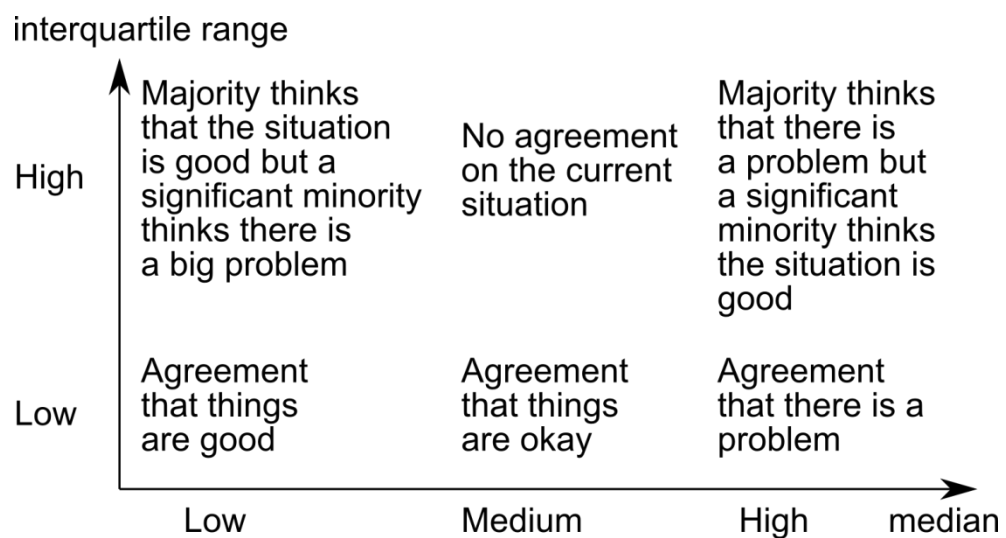 interquartile range
High
Majority thinks
that the situation
is good but a
significant minority
thinks there is
a big problem
No agreement
on the current
situation
Majority thinks
that there is
a problem but
a significant
minority thinks
the situation is
good
Low
Agreement
that things
are good
Agreement
that things
are okay
Agreement
that there is a
problem
Low
Medium
High
median